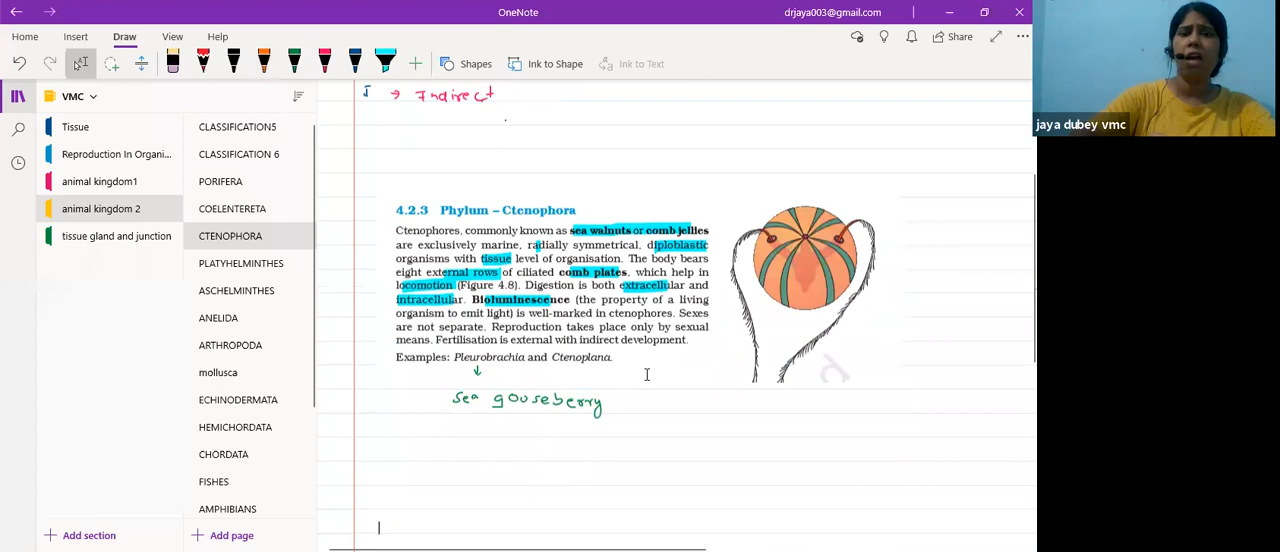 OneNote
drjaya003@gmail.com
Home
Insert
Draw
View
Help
Share
Shapes
Ink to Shape
Ink to Text
VMC
Tissue
Reproduction In Organi...
animal kingdom1
animal kingdom 2
tissue gland and junction
Add section
CLASSIFICATION5
CLASSIFICATION 6
PORIFERA
COELENTERETA
CTENOPHORA
PLATYHELMINTHES
ASCHELMINTHES
ANELIDA
ARTHROPODA
mollusca
ECHINODERMATA
HEMICHORDATA
CHORDATA
FISHES
AMPHIBIANS
Add page
I → Indirect
4.2.3 Phylum – Ctenophora
Ctenophores, commonly known as sea walnuts or comb jellies
are exclusively marine, radially symmetrical, diploblastic
organisms with tissue level of organisation. The body bears
eight external rows of ciliated comb plates, which help in
locomotion (Figure 4.8). Digestion is both extracellular and
intracellular. Bioluminescence (the property of a living
organism to emit light) is well-marked in ctenophores. Sexes
are not separate. Reproduction takes place only by sexual
means. Fertilisation is external with indirect development.
Examples: Pleurobrachia and Ctenoplana.
sea gouseberry
jaya dubey vmc